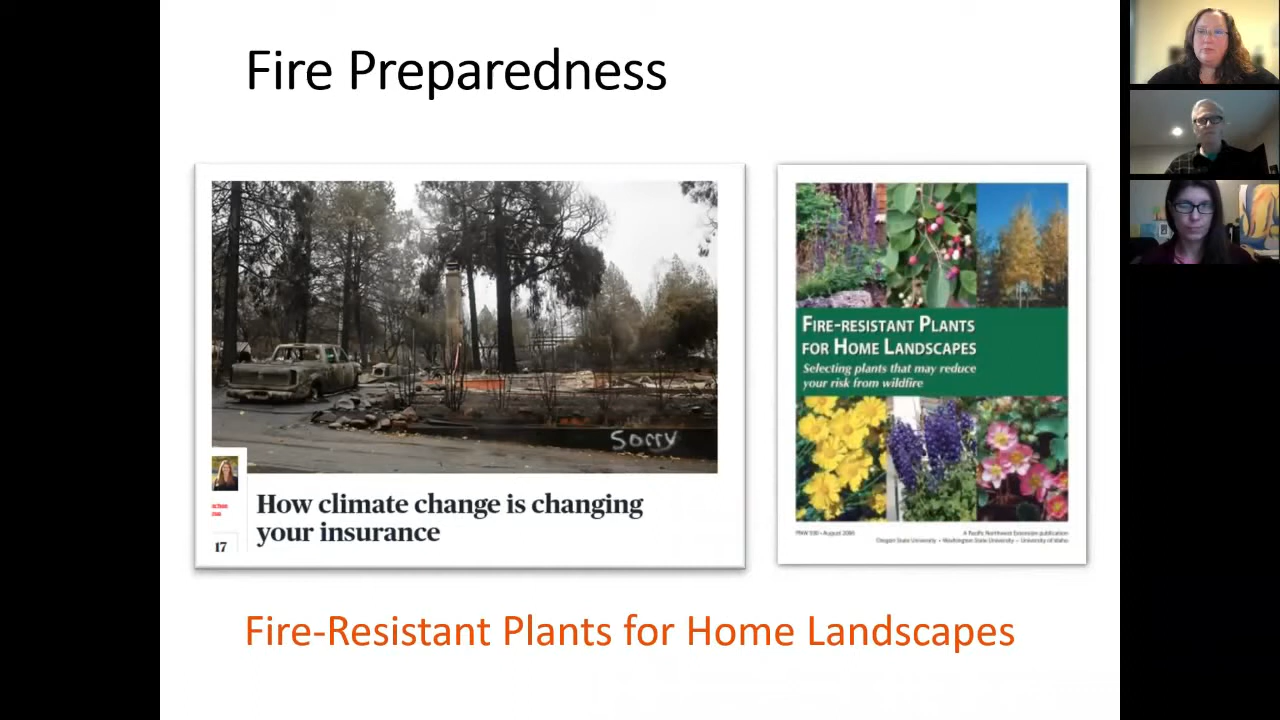 Fire Preparedness
Sorry
How climate change is changing
your insurance
17
FIRE-RESISTANT PLANTS
FOR HOME LANDSCAPES
Selecting plants that may reduce
your risk from wildfire
A Pacific Northwest Extension publication
Oregon State University • Washington State University • University of Idaho
Fire-Resistant Plants for Home Landscapes